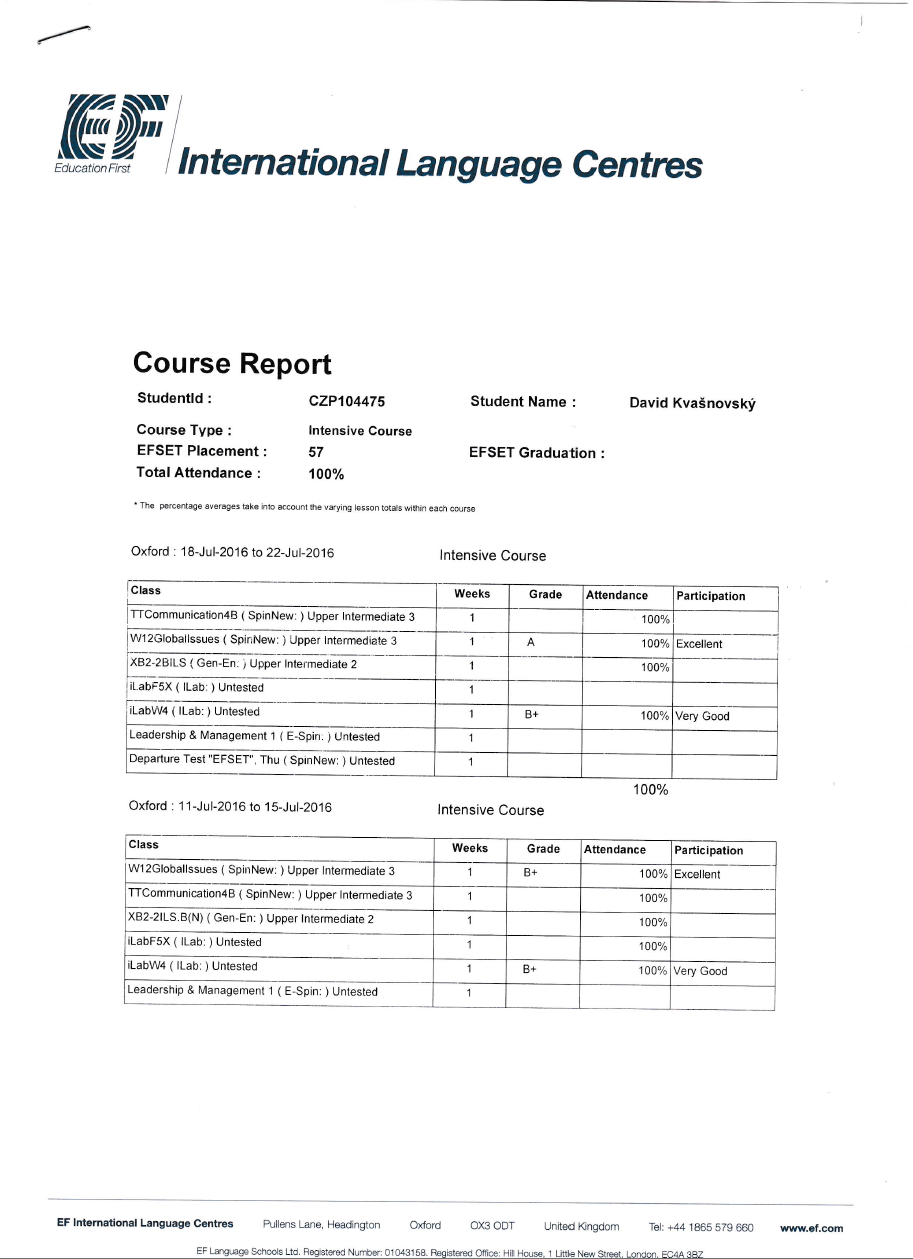 EF
Education First
International Language Centres
Course Report
StudentId : CZP104475 Student Name : David Kvašnovský
Course Type : Intensive Course
EFSET Placement : 57 EFSET Graduation :
Total Attendance : 100%
* The percentage averages take into account the varying lesson totals within each course
Oxford : 18-Jul-2016 to 22-Jul-2016 Intensive Course
Class Weeks Grade Attendance Participation
TTCommunication4B ( SpinNew: ) Upper Intermediate 3 1 100%
W12GlobalIssues ( SpinNew: ) Upper Intermediate 3 1 A 100% Excellent
XB2-2BILS ( Gen-En: ) Upper Intermediate 2 1 100%
iLabF5X ( ILab: ) Untested 1
iLabW4 ( ILab: ) Untested 1 B+ 100% Very Good
Leadership & Management 1 ( E-Spin: ) Untested 1
Departure Test "EFSET", Thu ( SpinNew: ) Untested 1
100%
Oxford : 11-Jul-2016 to 15-Jul-2016 Intensive Course
Class Weeks Grade Attendance Participation
W12GlobalIssues ( SpinNew: ) Upper Intermediate 3 1 B+ 100% Excellent
TTCommunication4B ( SpinNew: ) Upper Intermediate 3 1 100%
XB2-2ILS.B(N) ( Gen-En: ) Upper Intermediate 2 1 100%
iLabF5X ( ILab: ) Untested 1 100%
iLabW4 ( ILab: ) Untested 1 B+ 100% Very Good
Leadership & Management 1 ( E-Spin: ) Untested 1
EF International Language Centres Pullens Lane, Headington Oxford OX3 ODT United Kingdom Tel: +44 1865 579 660 www.ef.com
EF Language Schools Ltd. Registered Number: 01043158. Registered Office: Hill House, 1 Little New Street, London, EC4A 3BZ